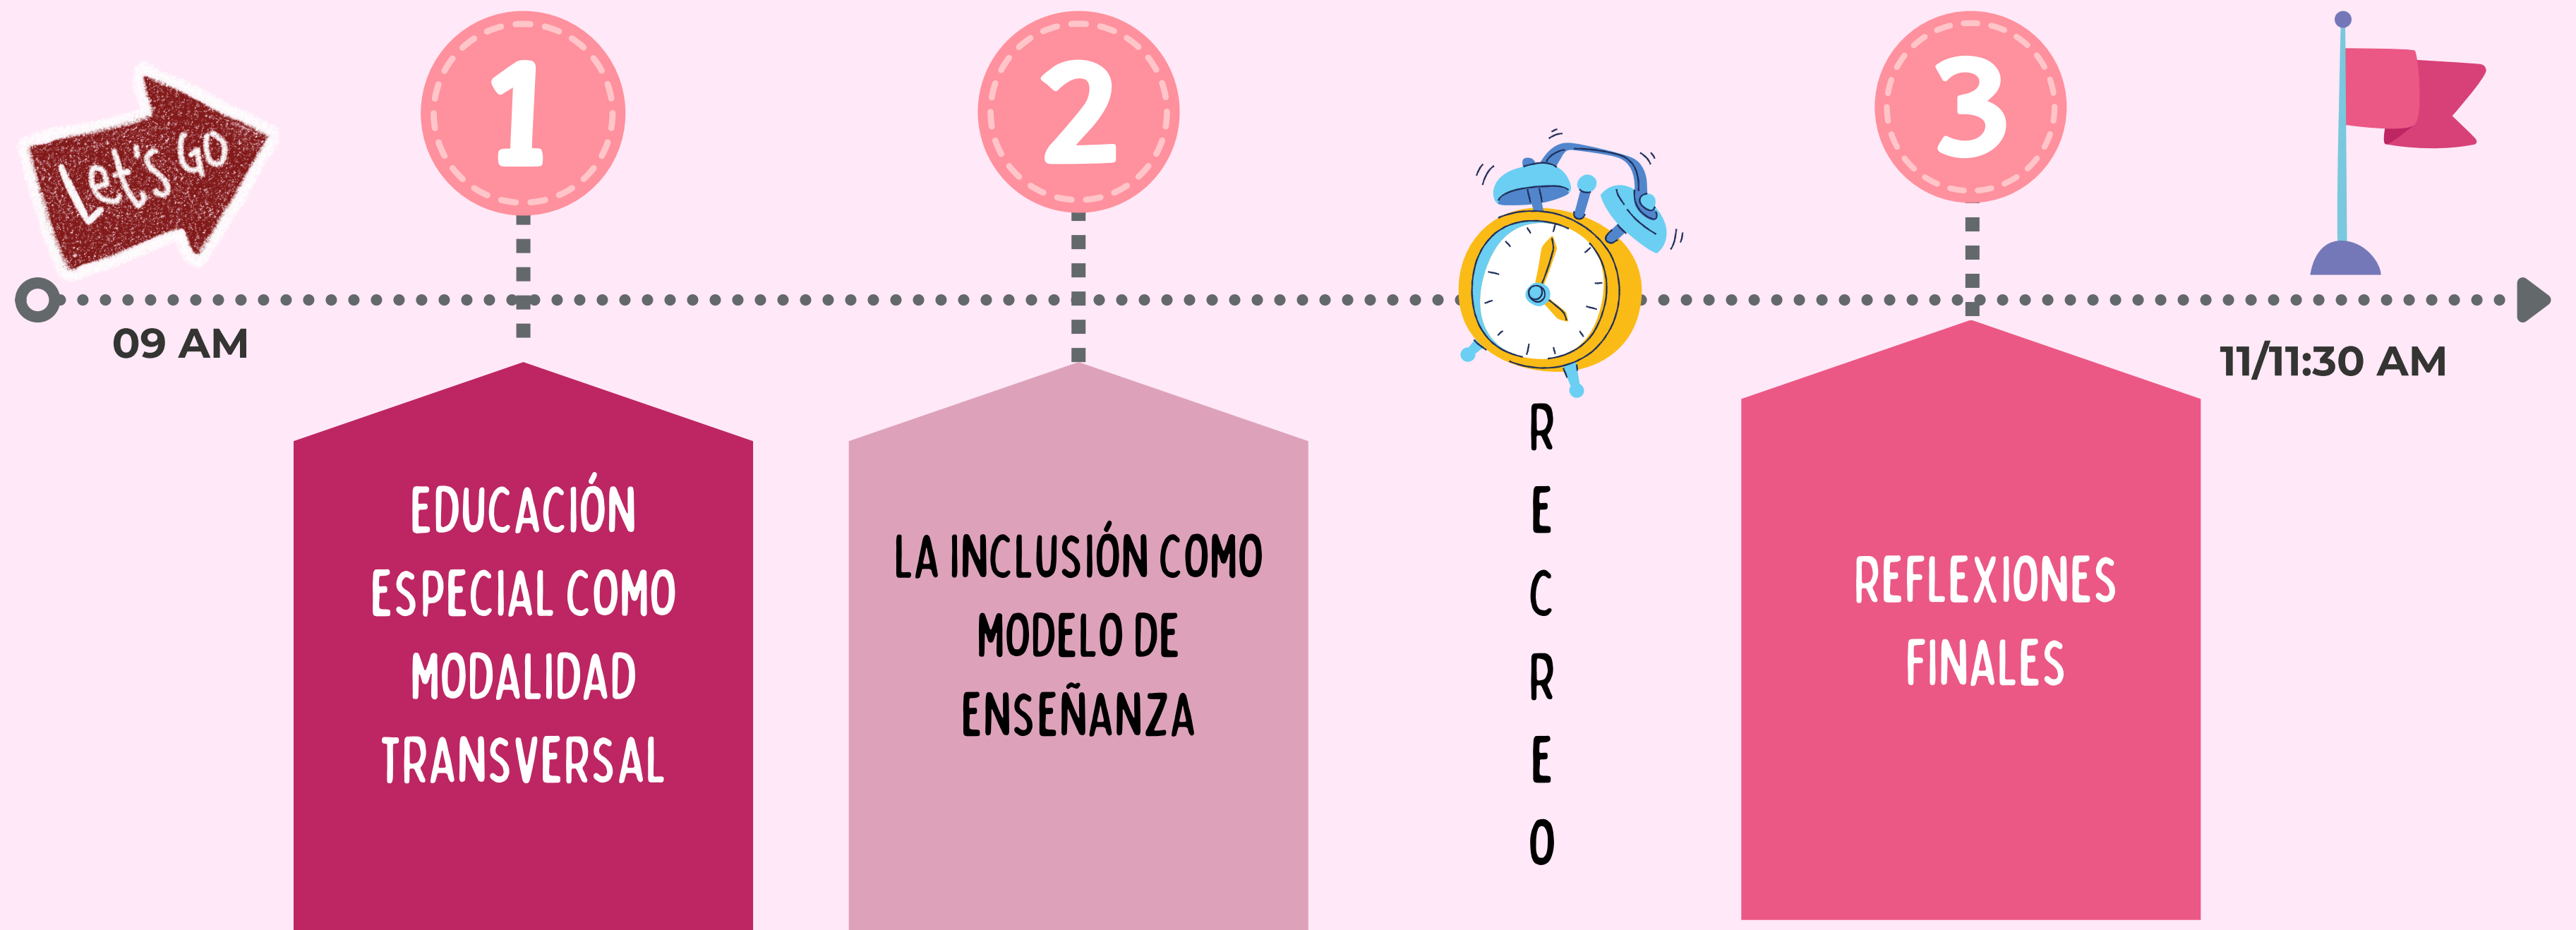 Let's Go
09 AM
1
EDUCACIÓN
ESPECIAL COMO
MODALIDAD
TRANSVERSAL
2
LA INCLUSIÓN COMO
MODELO DE
ENSEÑANZA
R
E
C
R
E
O
3
REFLEXIONES
FINALES
11/11:30 AM